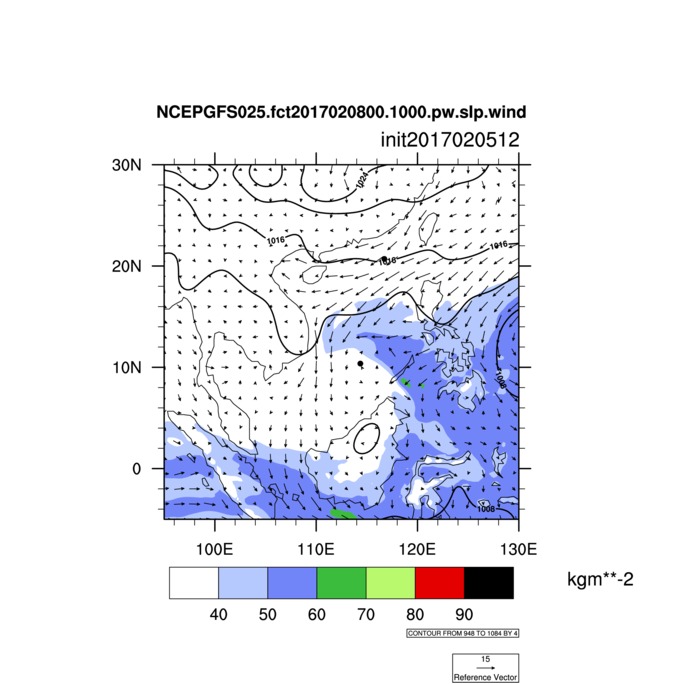 NCEPGFS025.fct2017020800.1000.pw.slp.wind
init2017020512
30N
20N
10N
0
1024
1016
1016
1016
1008
1008
100E 110E 120E 130E
40 50 60 70 80 90
kgm**-2
CONTOUR FROM 948 TO 1084 BY 4
15
Reference Vector